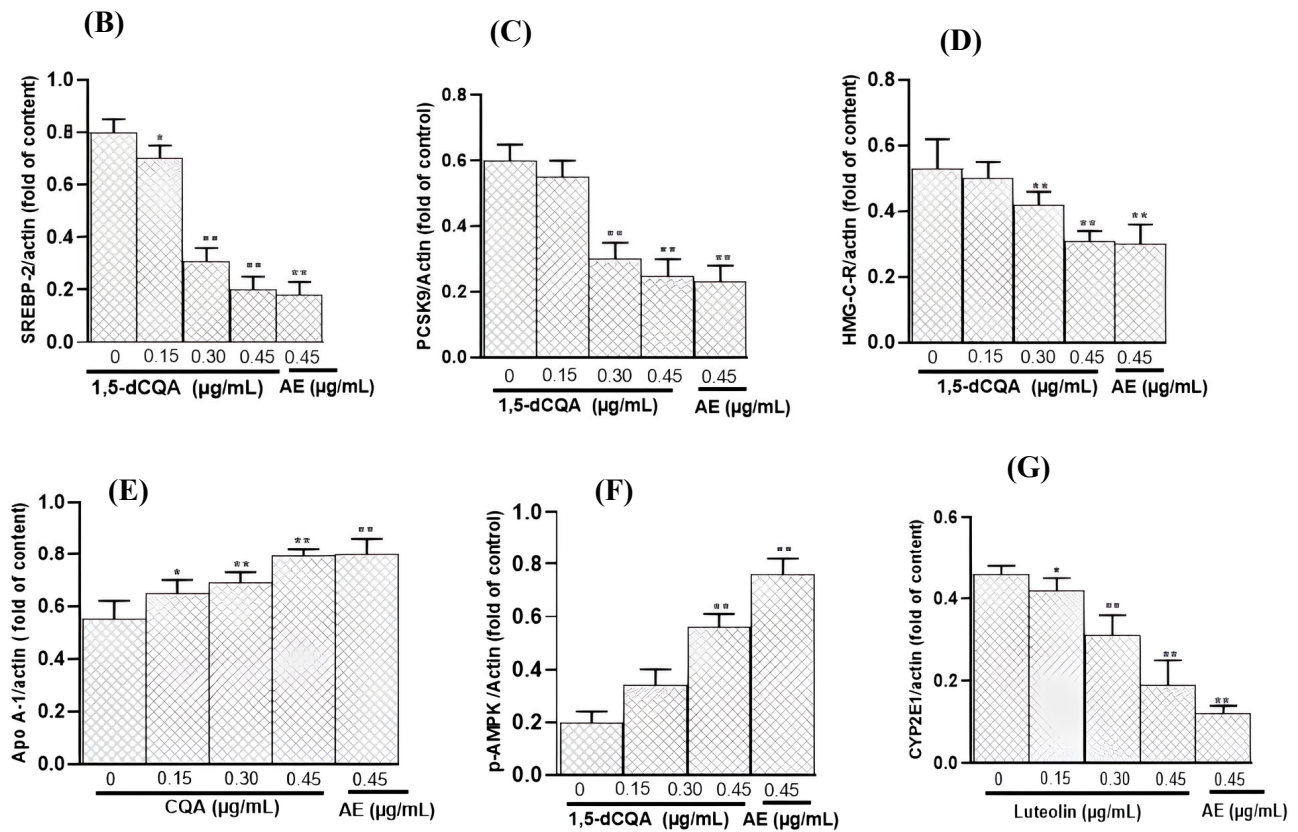 (B)
SREBP-2/actin (fold of content)
1.0
0.8
0.6
0.4
0.2
0.0
*
**
**
**
0 0.15 0.30 0.45 0.45
1,5-dCQA (µg/mL) AE (µg/mL)
(C)
PCSK9/Actin (fold of control)
0.8
0.6
0.4
0.2
0.0
**
**
**
0 0.15 0.30 0.45 0.45
1,5-dCQA (µg/mL) AE (µg/mL)
(D)
HMG-C-R/actin (fold of content)
0.8
0.6
0.4
0.2
0.0
**
**
**
0 0.15 0.30 0.45 0.45
1,5-dCQA (µg/mL) AE (µg/mL)
(E)
Apo A-1/actin ( fold of content)
1.0
0.8
0.6
0.4
0.2
0.0
*
**
**
**
0 0.15 0.30 0.45 0.45
CQA (µg/mL) AE (µg/mL)
(F)
p-AMPK /Actin (fold of control)
1.0
0.8
0.6
0.4
0.2
0.0
**
**
0 0.15 0.30 0.45 0.45
1,5-dCQA (µg/mL) AE (µg/mL)
(G)
CYP2E1/actin (fold of content)
0.6
0.4
0.2
0.0
*
**
**
**
0 0.15 0.30 0.45 0.45
Luteolin (µg/mL) AE (µg/mL)